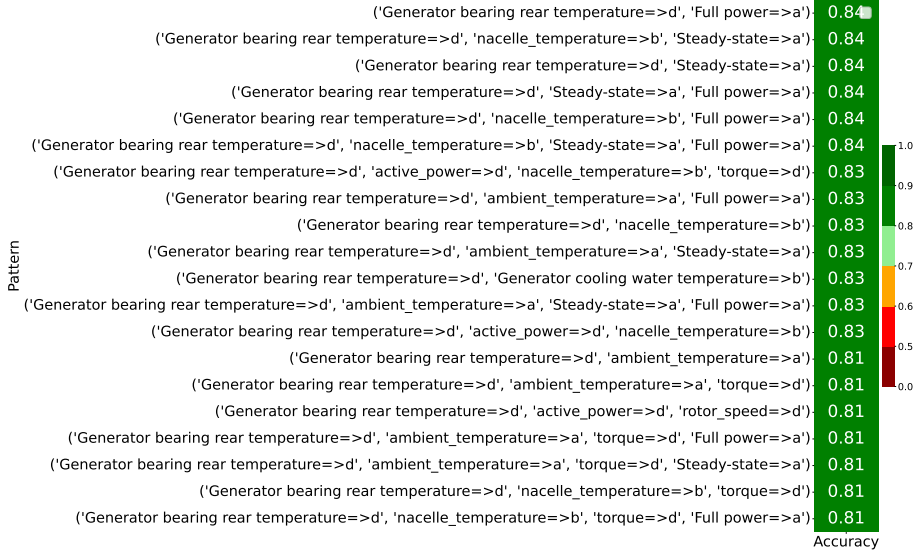 ('Generator bearing rear temperature=>d', 'Full power=>a') 0.84
('Generator bearing rear temperature=>d', 'nacelle_temperature=>b', 'Steady-state=>a') 0.84
('Generator bearing rear temperature=>d', 'Steady-state=>a') 0.84
('Generator bearing rear temperature=>d', 'Steady-state=>a', 'Full power=>a') 0.84
('Generator bearing rear temperature=>d', 'nacelle_temperature=>b', 'Full power=>a') 0.84
('Generator bearing rear temperature=>d', 'nacelle_temperature=>b', 'Steady-state=>a', 'Full power=>a') 0.84
('Generator bearing rear temperature=>d', 'active_power=>d', 'nacelle_temperature=>b', 'torque=>d') 0.83
('Generator bearing rear temperature=>d', 'ambient_temperature=>a', 'Full power=>a') 0.83
('Generator bearing rear temperature=>d', 'nacelle_temperature=>b') 0.83
('Generator bearing rear temperature=>d', 'ambient_temperature=>a', 'Steady-state=>a') 0.83
('Generator bearing rear temperature=>d', 'Generator cooling water temperature=>b') 0.83
('Generator bearing rear temperature=>d', 'ambient_temperature=>a', 'Steady-state=>a', 'Full power=>a') 0.83
('Generator bearing rear temperature=>d', 'active_power=>d', 'nacelle_temperature=>b') 0.83
('Generator bearing rear temperature=>d', 'ambient_temperature=>a') 0.81
('Generator bearing rear temperature=>d', 'ambient_temperature=>a', 'torque=>d') 0.81
('Generator bearing rear temperature=>d', 'active_power=>d', 'rotor_speed=>d') 0.81
('Generator bearing rear temperature=>d', 'ambient_temperature=>a', 'torque=>d', 'Full power=>a') 0.81
('Generator bearing rear temperature=>d', 'ambient_temperature=>a', 'torque=>d', 'Steady-state=>a') 0.81
('Generator bearing rear temperature=>d', 'nacelle_temperature=>b', 'torque=>d') 0.81
('Generator bearing rear temperature=>d', 'nacelle_temperature=>b', 'torque=>d', 'Full power=>a') 0.81
Pattern
Accuracy
1.0
0.9
0.8
0.7
0.6
0.5
0.0